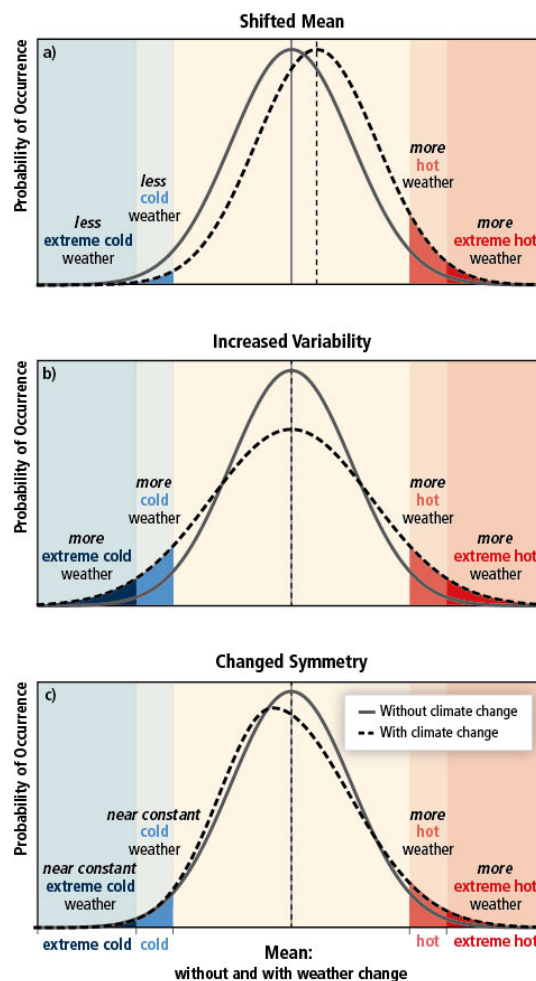 Shifted Mean
a)
Probability of Occurrence
less
extreme cold
weather
less
cold
weather
more
hot
weather
more
extreme hot
weather
Increased Variability
b)
Probability of Occurrence
more
extreme cold
weather
more
cold
weather
more
hot
weather
more
extreme hot
weather
Changed Symmetry
c)
Probability of Occurrence
Without climate change
With climate change
near constant
extreme cold
weather
near constant
cold
weather
more
hot
weather
more
extreme hot
weather
extreme cold
cold
Mean:
without and with weather change
hot
extreme hot